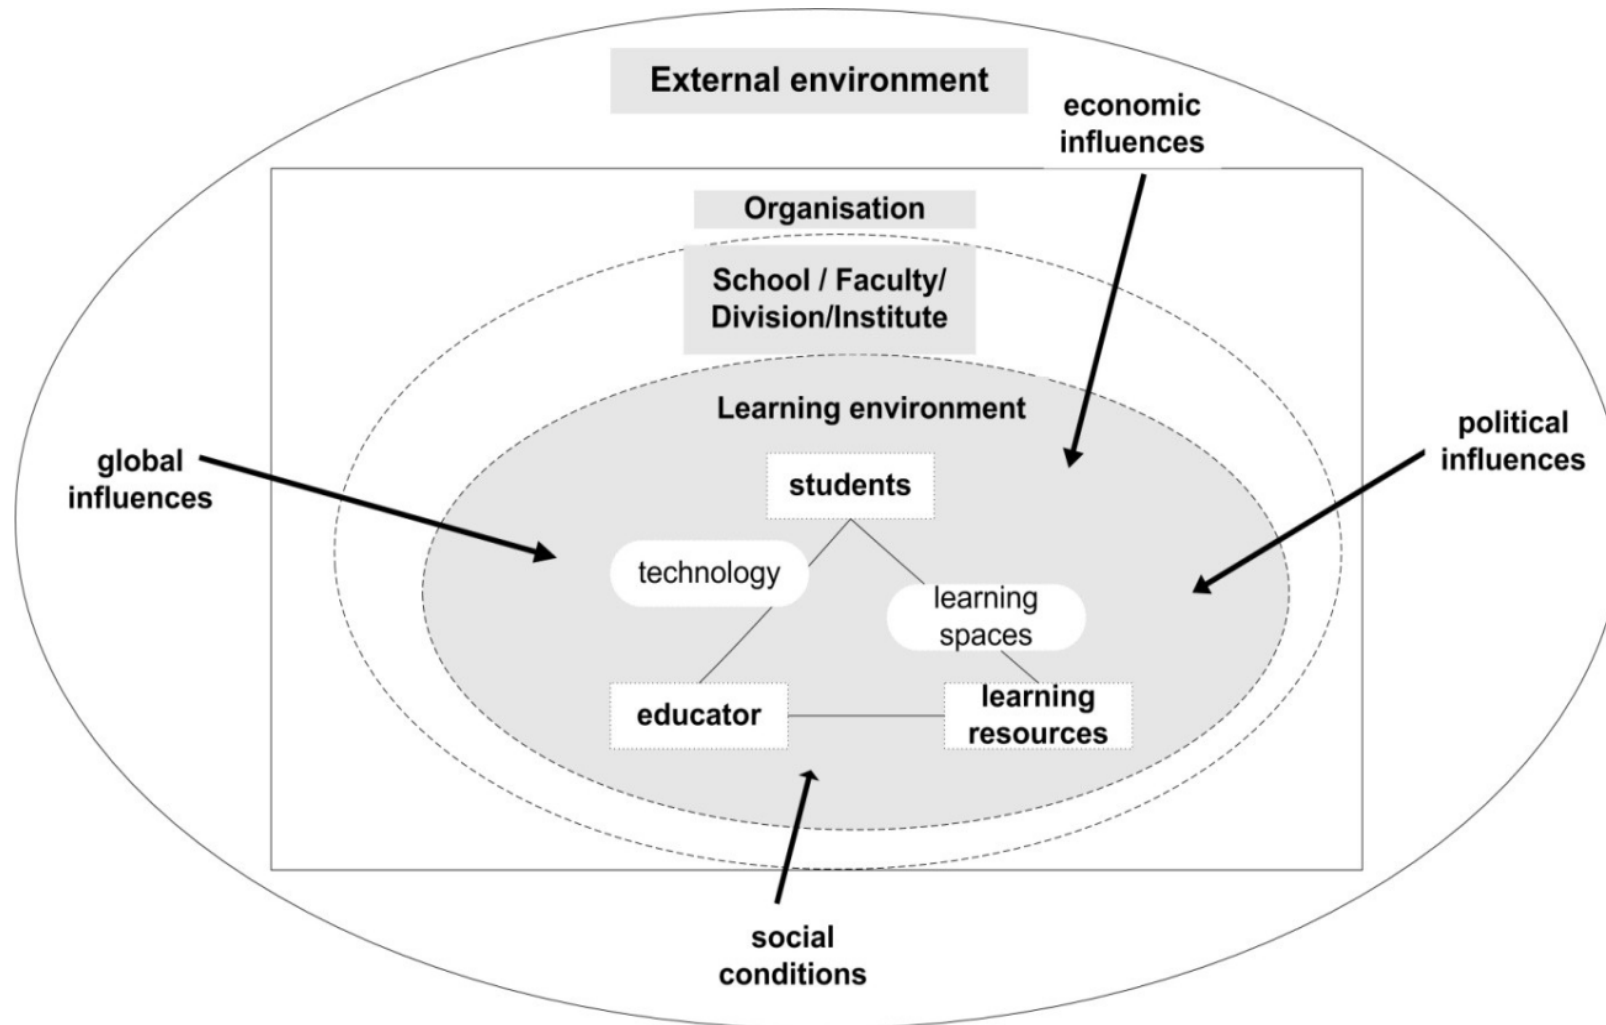 External environment
economic
influences
Organisation
School / Faculty/
Division/Institute
Learning environment
global
influences
political
influences
students
technology
learning
spaces
educator
learning
resources
social
conditions